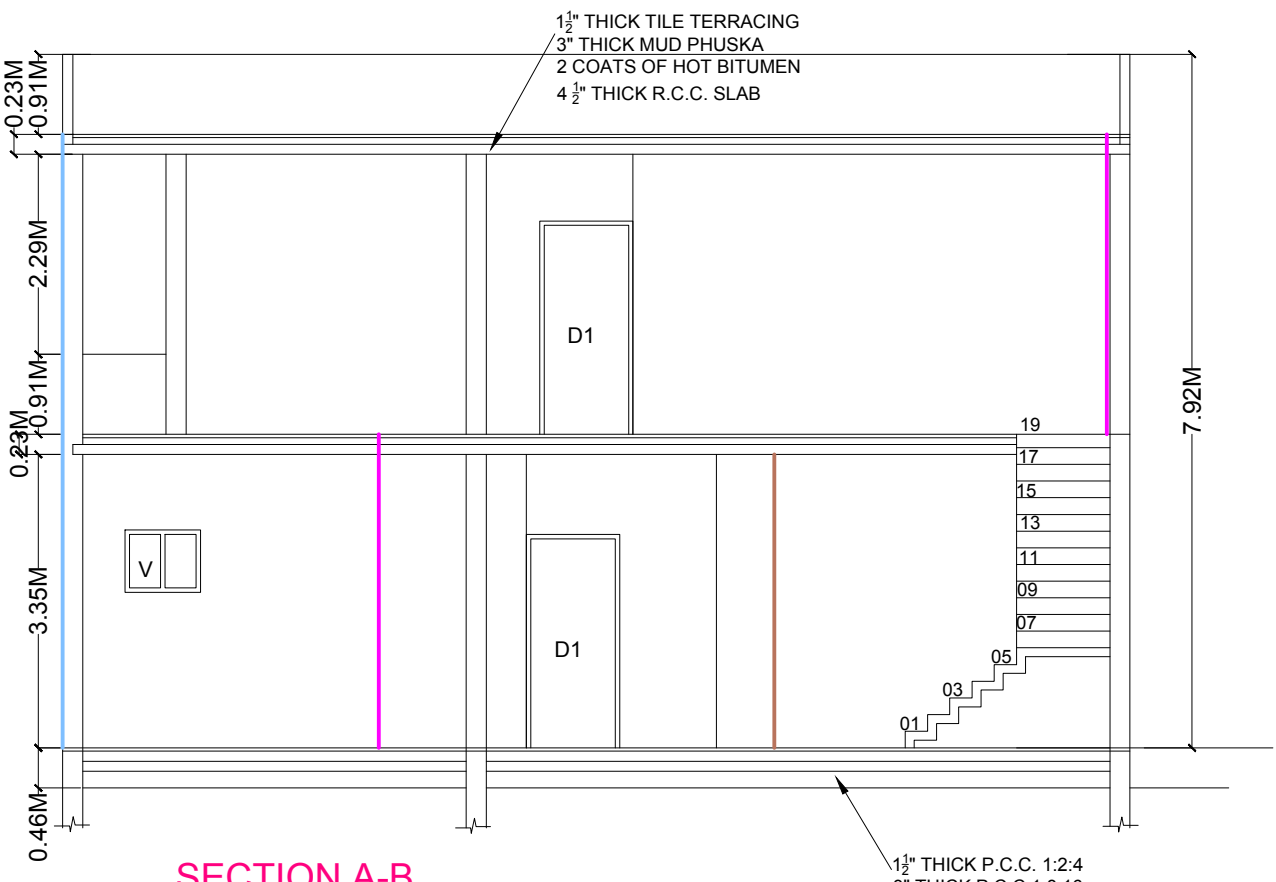 1½" THICK TILE TERRACING
3" THICK MUD PHUSKA
2 COATS OF HOT BITUMEN
4 ½" THICK R.C.C. SLAB
0.23M
0.91M
2.29M
0.91M
0.23M
3.35M
0.46M
7.92M
D1
19
17
15
13
11
09
07
05
03
01
V
D1
SECTION A-B
1½" THICK P.C.C. 1:2:4